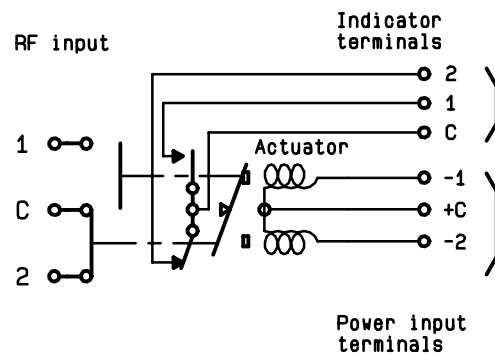 Indicator
terminals
RF input
2
1
C
1
Actuator
-1
C
+C
-2
2
Power input
terminals